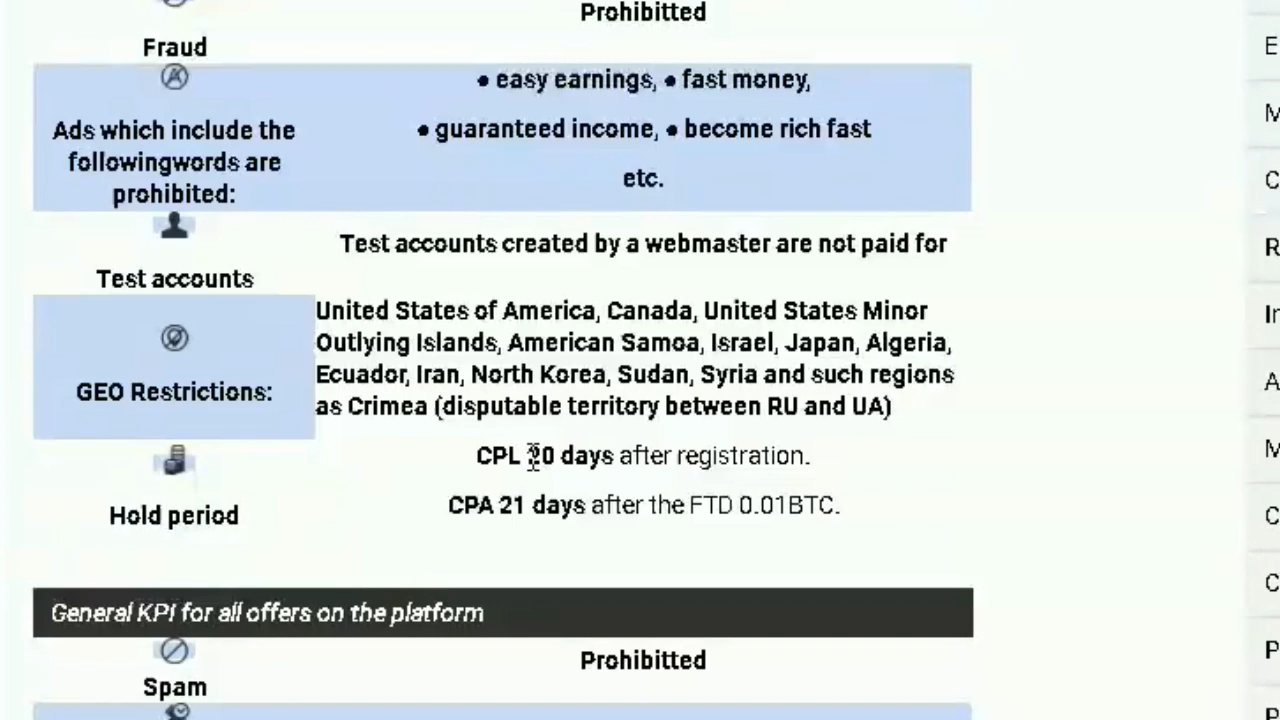 Prohibitted
Fraud
• easy earnings, • fast money,
Ads which include the
followingwords are
prohibited:
• guaranteed income, • become rich fast
etc.
Test accounts
Test accounts created by a webmaster are not paid for
GEO Restrictions:
United States of America, Canada, United States Minor
Outlying Islands, American Samoa, Israel, Japan, Algeria,
Ecuador, Iran, North Korea, Sudan, Syria and such regions
as Crimea (disputable territory between RU and UA)
Hold period
CPL days after registration.
CPA 21 days after the FTD 0.01BTC.
General KPI for all offers on the platform
Prohibitted
Spam
E
C
R
A
C
C
P